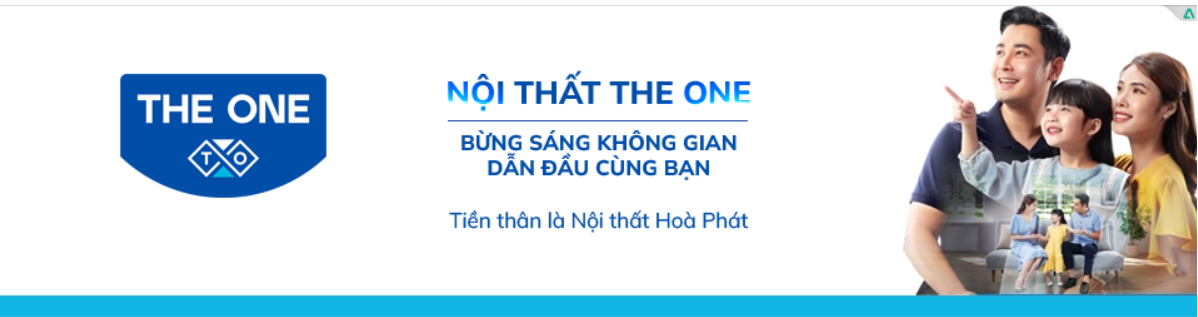 THE ONE
T O
NỘI THẤT THE ONE
BỪNG SÁNG KHÔNG GIAN
DẪN ĐẦU CÙNG BẠN
Tiền thân là Nội thất Hoà Phát